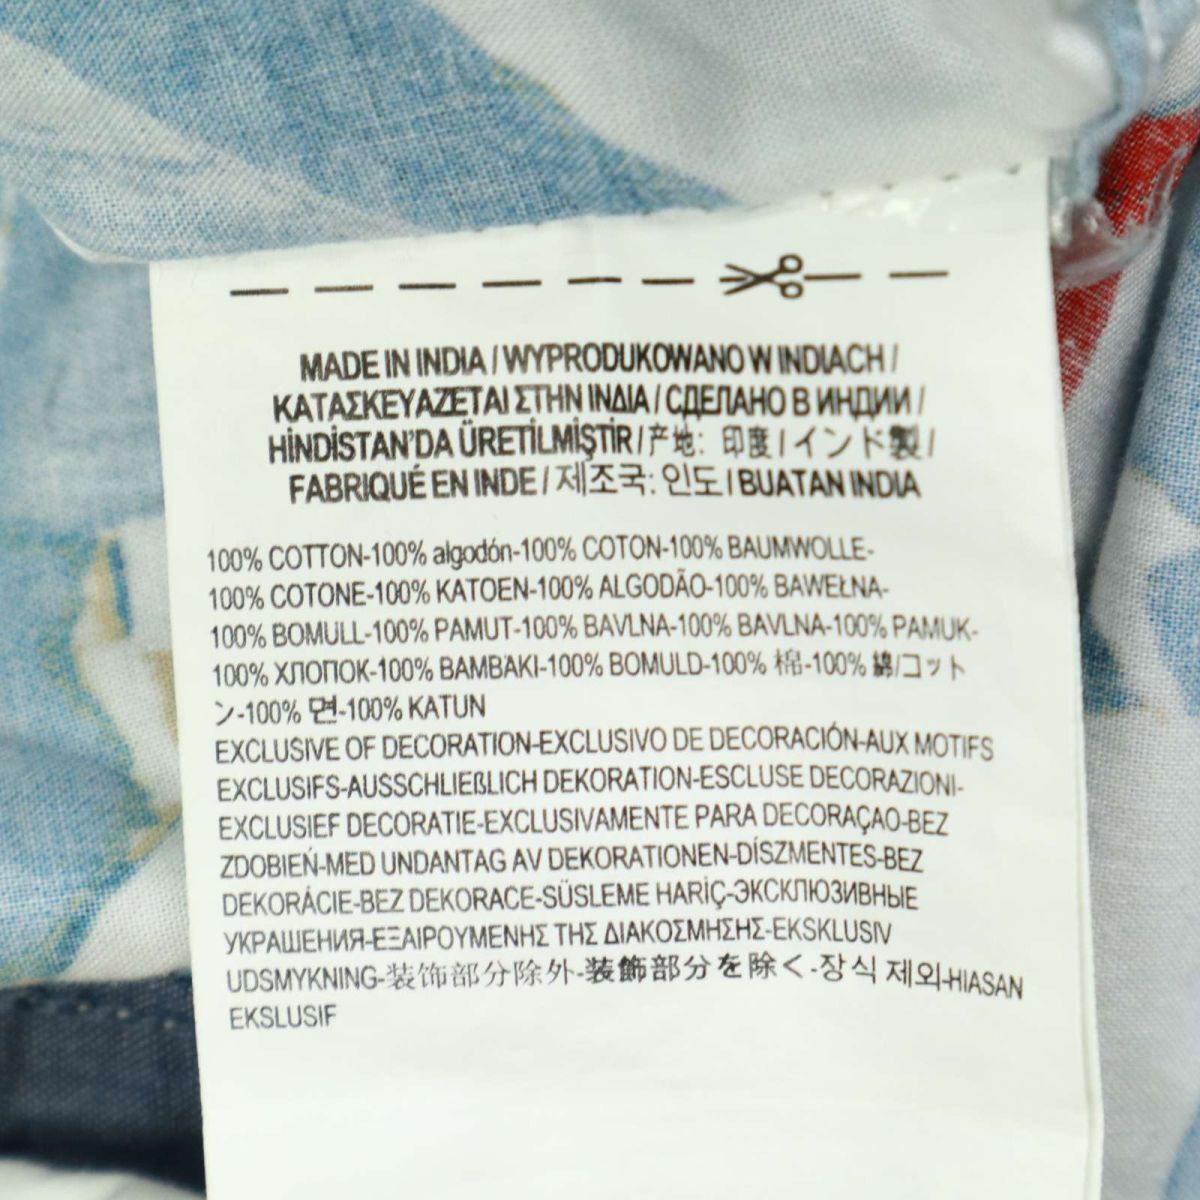 MADE IN INDIA / WYPRODUKOWANO W INDIACH /
ΚΑΤΑΣΚΕΥΑΖΕΤΑΙ ΣΤΗΝ ΙΝΔΙΑ / СДЕЛАНО В ИНДИИ /
HİNDİSTAN'DA ÜRETİLMİŞTİR / 产地: 印度 / インド製 /
FABRIQUÉ EN INDE / 제조국: 인도 / BUATAN INDIA
100% COTTON-100% algodón-100% COTON-100% BAUMWOLLE-
100% COTONE-100% KATOEN-100% ALGODÃO-100% BAWEŁNA-
100% BOMULL-100% PAMUT-100% BAVLNA-100% BAVLNA-100% PAMUK-
100% ХЛОПОК-100% ΒΑΜΒΑΚΙ-100% BOMULD-100% 棉-100% 綿/コット
ン-100% 면-100% KATUN
EXCLUSIVE OF DECORATION-EXCLUSIVO DE DECORACIÓN-AUX MOTIFS
EXCLUSIFS-AUSSCHLIEßLICH DEKORATION-ESCLUSE DECORAZIONI-
EXCLUSIEF DECORATIE-EXCLUSIVAMENTE PARA DECORAÇAO-BEZ
ZDOBIEŃ-MED UNDANTAG AV DEKORATIONEN-DÍSZMENTES-BEZ
DEKORÁCIE-BEZ DEKORACE-SÜSLEME HARİÇ-ЭКСКЛЮЗИВНЫЕ
УКРАШЕНИЯ-ΕΞΑΙΡΟΥΜΕΝΗΣ ΤΗΣ ΔΙΑΚΟΣΜΗΣΗΣ-EKSKLUSIV
UDSMYKNING-装饰部分除外-装飾部分を除く-장식 제외-HIASAN
EKSLUSIF